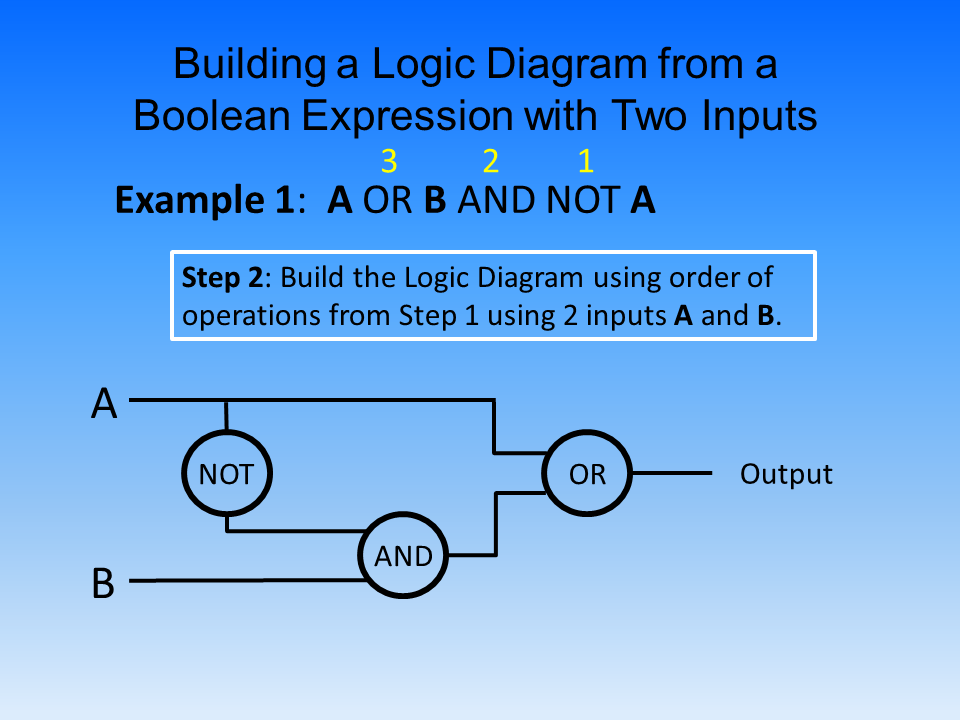 Building a Logic Diagram from a
Boolean Expression with Two Inputs
3 2 1
Example 1: A OR B AND NOT A
Step 2: Build the Logic Diagram using order of
operations from Step 1 using 2 inputs A and B.
A
NOT
OR
Output
AND
B